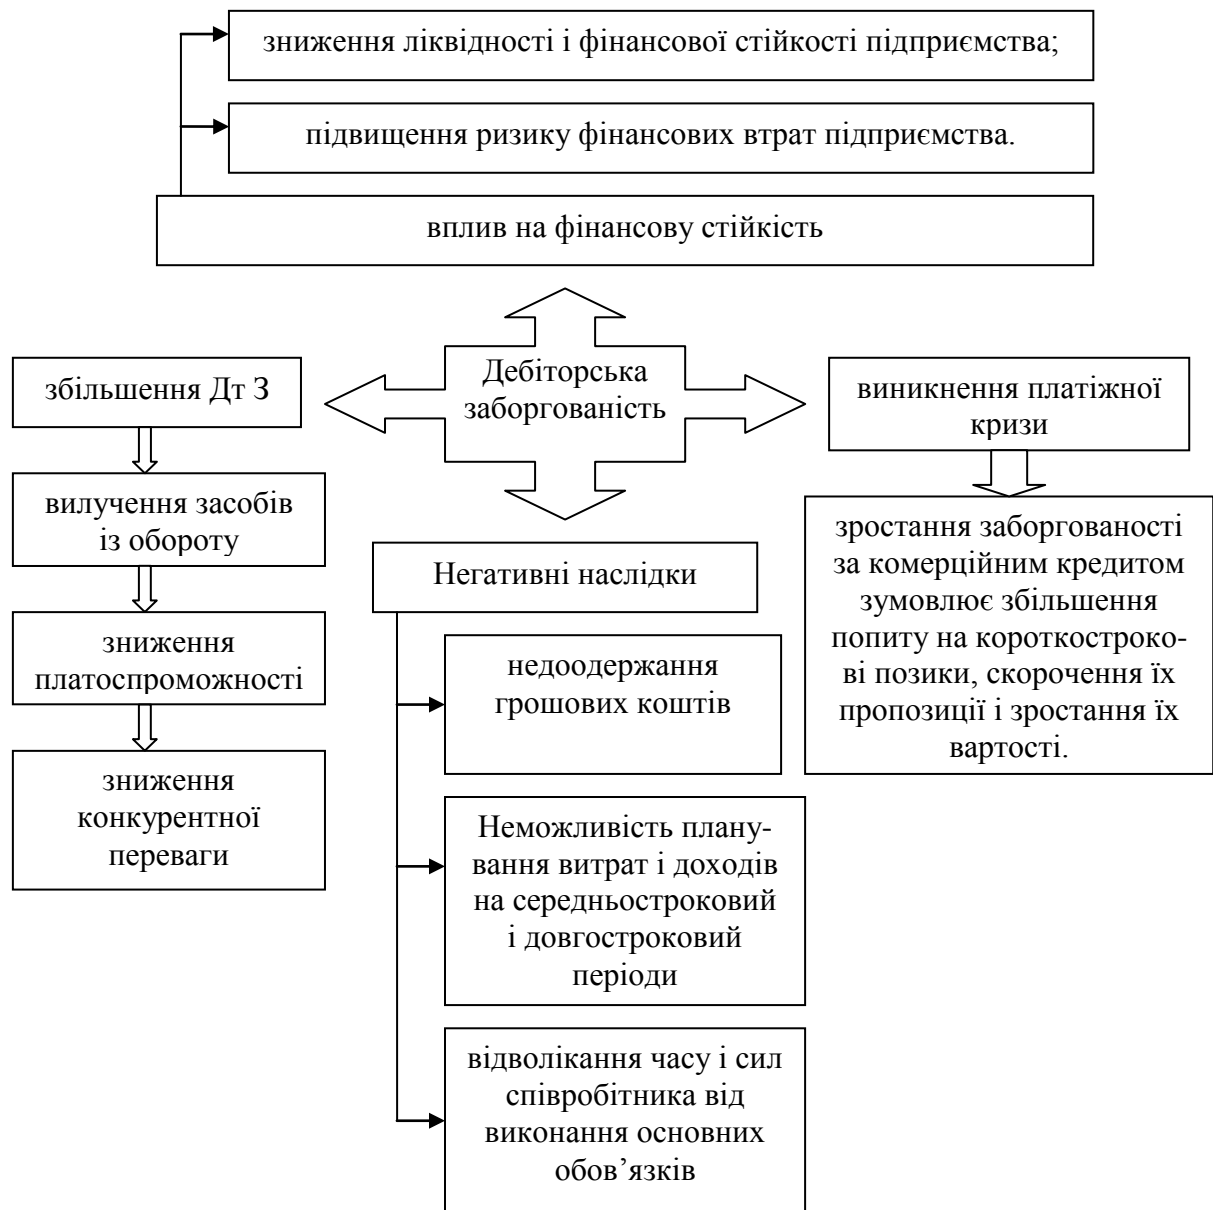 зниження ліквідності і фінансової стійкості підприємства;
підвищення ризику фінансових втрат підприємства.
вплив на фінансову стійкість
Дебіторська
заборгованість
збільшення Дт З
вилучення засобів
із обороту
зниження
платоспроможності
зниження
конкурентної
переваги
Негативні наслідки
недоодержання
грошових коштів
Неможливість плану-
вання витрат і доходів
на середньостроковий
і довгостроковий
періоди
відволікання часу і сил
співробітника від
виконання основних
обов’язків
виникнення платіжної
кризи
зростання заборгованості
за комерційним кредитом
зумовлює збільшення
попиту на короткостроко-
ві позики, скорочення їх
пропозиції і зростання їх
вартості.